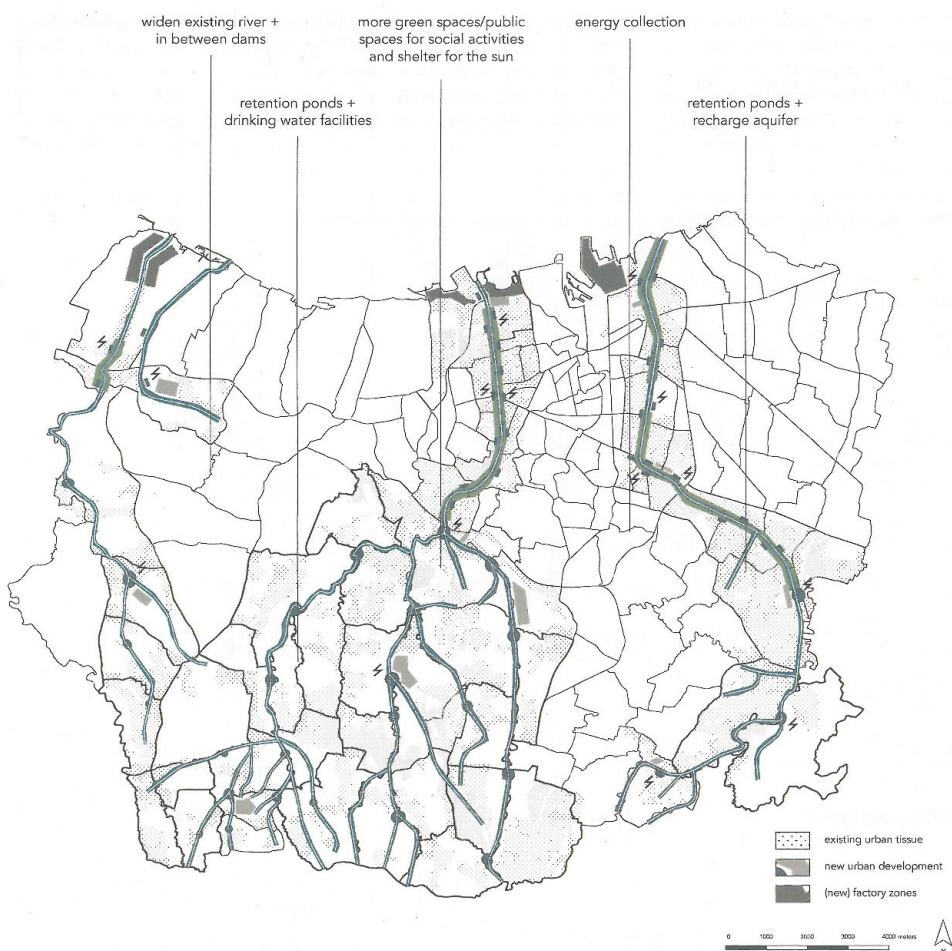 widen existing river +
in between dams
more green spaces/public
spaces for social activities
and shelter for the sun
energy collection
retention ponds +
drinking water facilities
retention ponds +
recharge aquifer
existing urban tissue
new urban development
(new) factory zones
0 1000 2000 3000 4000 meters